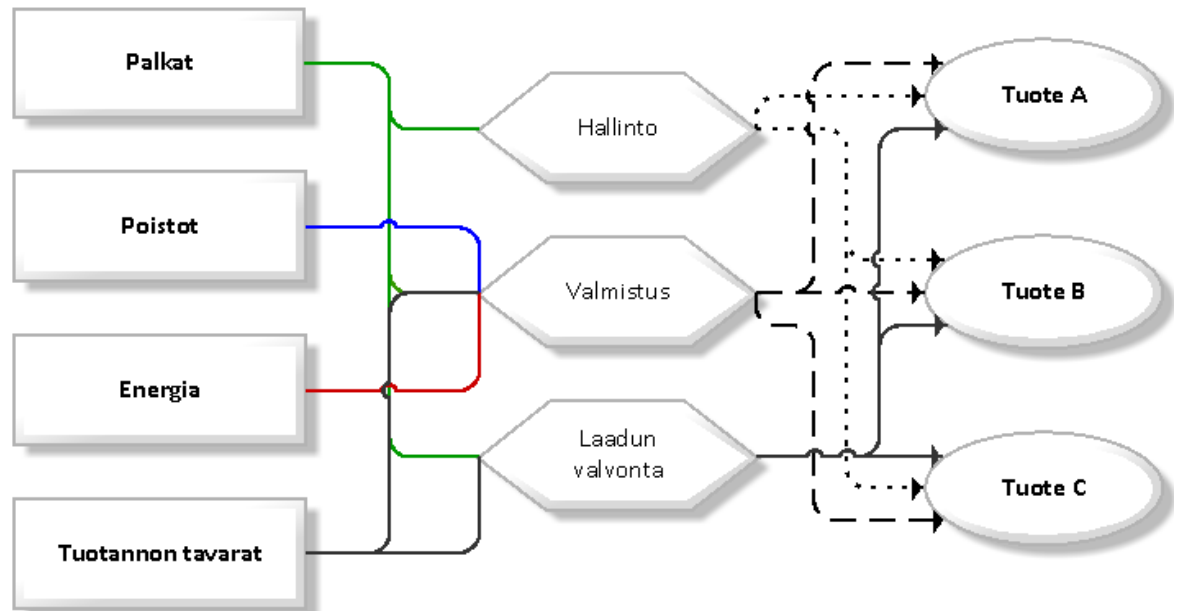 Palkat
Poistot
Energia
Tuotannon tavarat
Hallinto
Valmistus
Laadun
valvonta
Tuote A
Tuote B
Tuote C